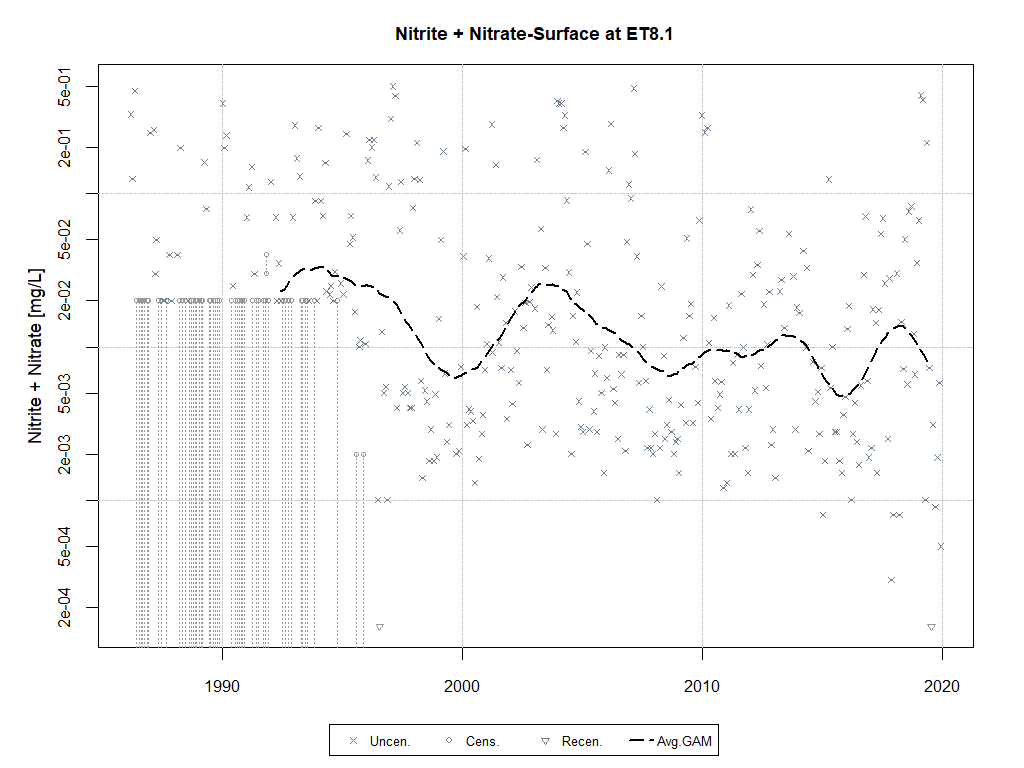 Nitrite + Nitrate-Surface at ET8.1
Nitrite + Nitrate [mg/L]
5e-01
2e-01
5e-02
2e-02
5e-03
2e-03
5e-04
2e-04
1990
2000
2010
2020
Uncen.
Cens.
Recen.
Avg.GAM